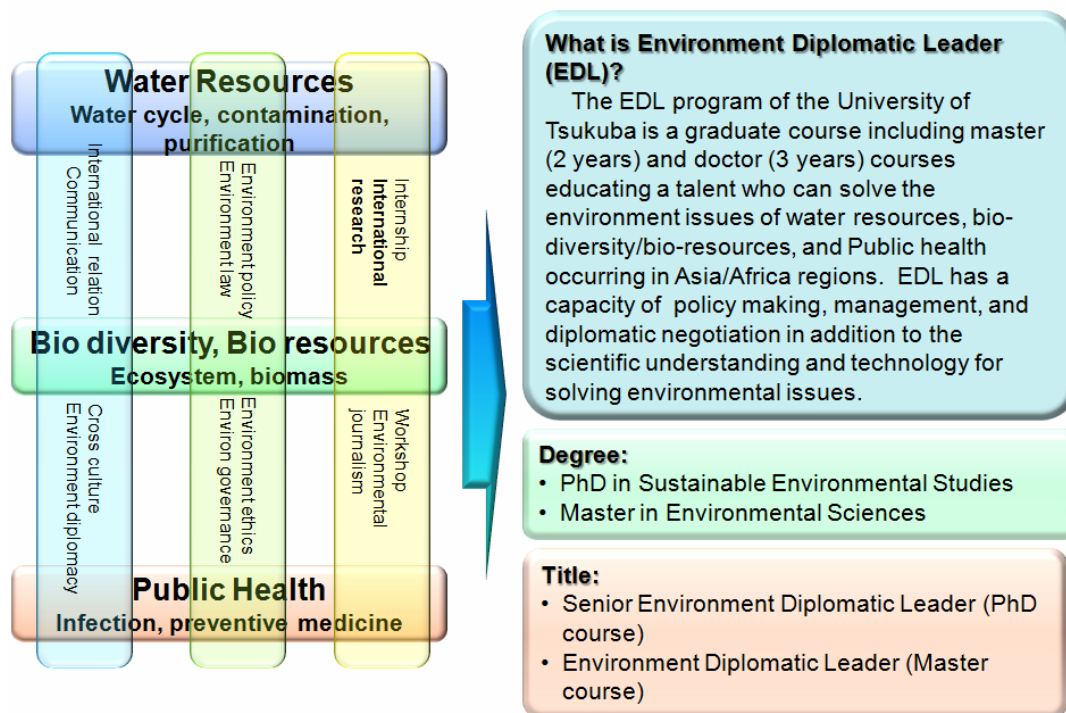 Water Resources
Water cycle, contamination,
purification
International relation
Communication
Environment policy
Environment law
Internship
International
research
Bio diversity, Bio resources
Ecosystem, biomass
Cross culture
Environment diplomacy
Environment ethics
Environ governance
Workshop
Environmental
journalism
Public Health
Infection, preventive medicine
What is Environment Diplomatic Leader
(EDL)?
The EDL program of the University of
Tsukuba is a graduate course including master
(2 years) and doctor (3 years) courses
educating a talent who can solve the
environment issues of water resources, bio-
diversity/bio-resources, and Public health
occurring in Asia/Africa regions.  EDL has a
capacity of  policy making, management, and
diplomatic negotiation in addition to the
scientific understanding and technology for
solving environmental issues.
Degree:
• PhD in Sustainable Environmental Studies
• Master in Environmental Sciences
Title:
• Senior Environment Diplomatic Leader (PhD
course)
• Environment Diplomatic Leader (Master
course)